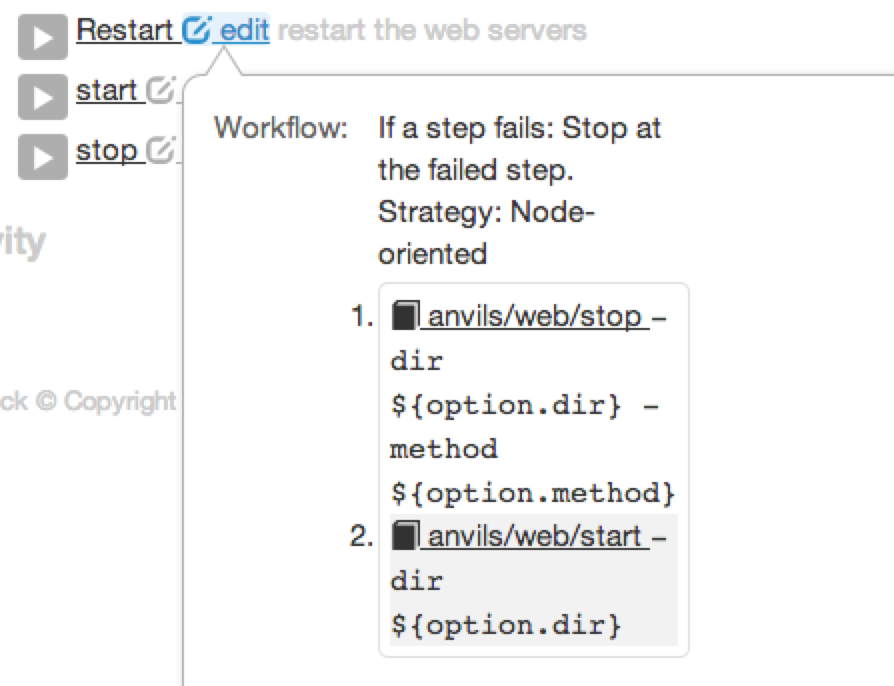 Restart edit restart the web servers
start
stop
Workflow: If a step fails: Stop at
the failed step.
Strategy: Node-
oriented
1. anvils/web/stop –
dir
${option.dir} –
method
${option.method}
2. anvils/web/start –
dir
${option.dir}
vity
ck © Copyright